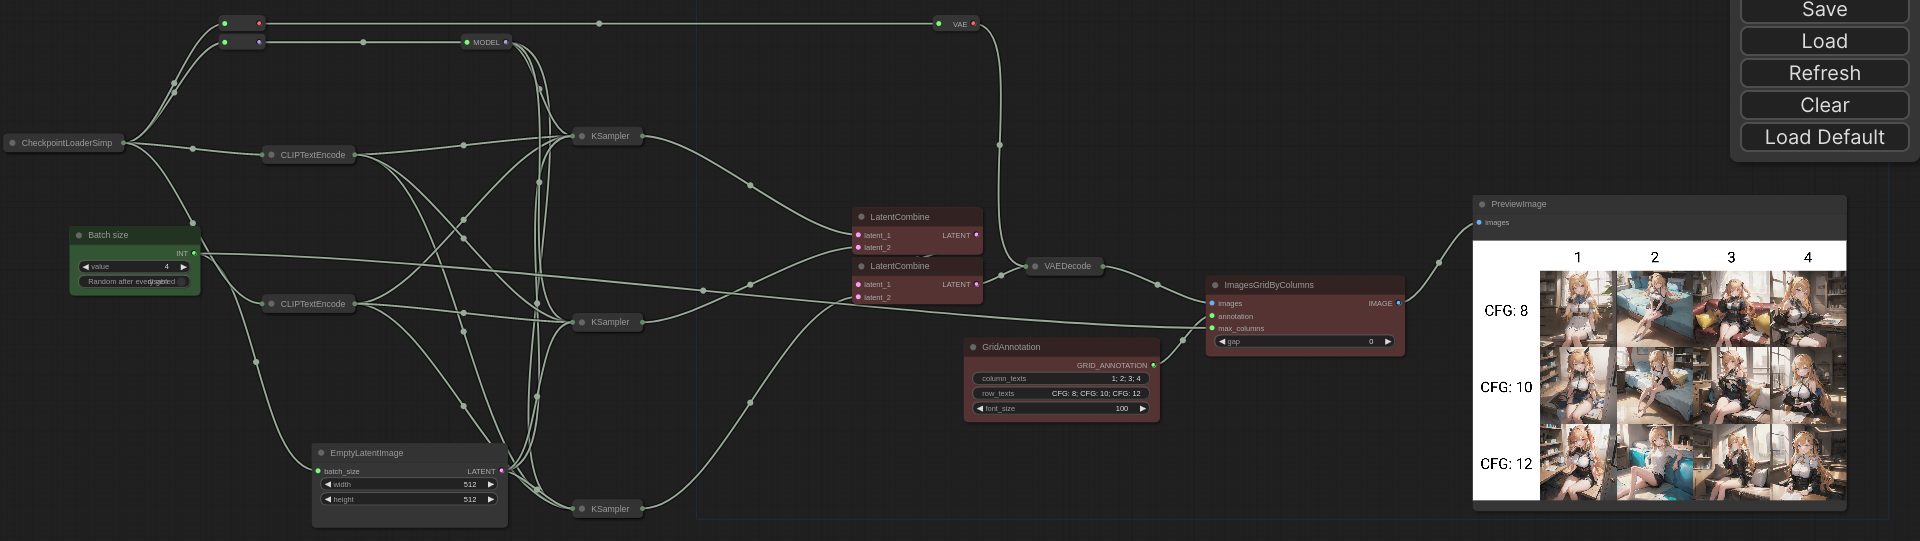 Save
Load
Refresh
Clear
Load Default
VAE
MODEL
CheckpointLoaderSimp
CLIPTextEncode
KSampler
Batch size
INT
value 4
Random after every
CLIPTextEncode
KSampler
EmptyLatentImage
batch_size LATENT
width 512
height 512
KSampler
LatentCombine
latent_1 LATENT
latent_2
LatentCombine
latent_1 LATENT
latent_2
VAEDecode
GridAnnotation
GRID_ANNOTATION
column_texts 1; 2; 3; 4
row_texts CFG: 8; CFG: 10; CFG: 12
font_size 100
ImagesGridByColumns
images IMAGE
annotation
max_columns
gap 0
PreviewImage
images
1 2 3 4
CFG: 8
CFG: 10
CFG: 12